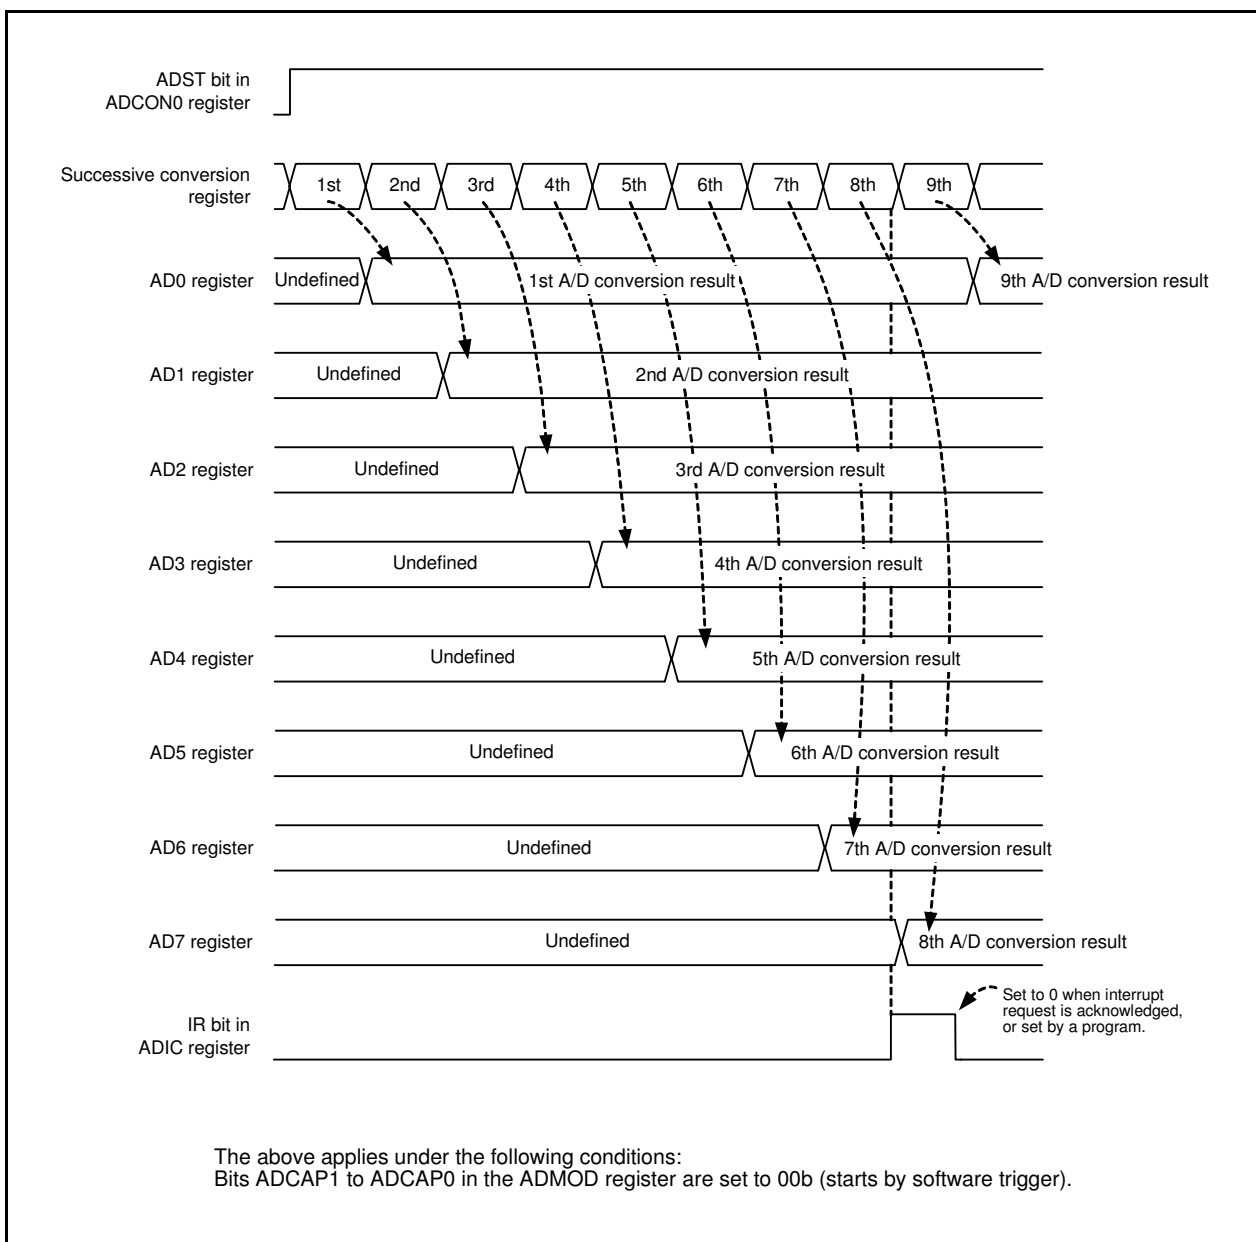 ADST bit in
ADCON0 register
Successive conversion
register
1st 2nd 3rd 4th 5th 6th 7th 8th 9th
AD0 register
Undefined
1st A/D conversion result
9th A/D conversion result
AD1 register
Undefined
2nd A/D conversion result
AD2 register
Undefined
3rd A/D conversion result
AD3 register
Undefined
4th A/D conversion result
AD4 register
Undefined
5th A/D conversion result
AD5 register
Undefined
6th A/D conversion result
AD6 register
Undefined
7th A/D conversion result
AD7 register
Undefined
8th A/D conversion result
IR bit in
ADIC register
Set to 0 when interrupt
request is acknowledged,
or set by a program.
The above applies under the following conditions:
Bits ADCAP1 to ADCAP0 in the ADMOD register are set to 00b (starts by software trigger).